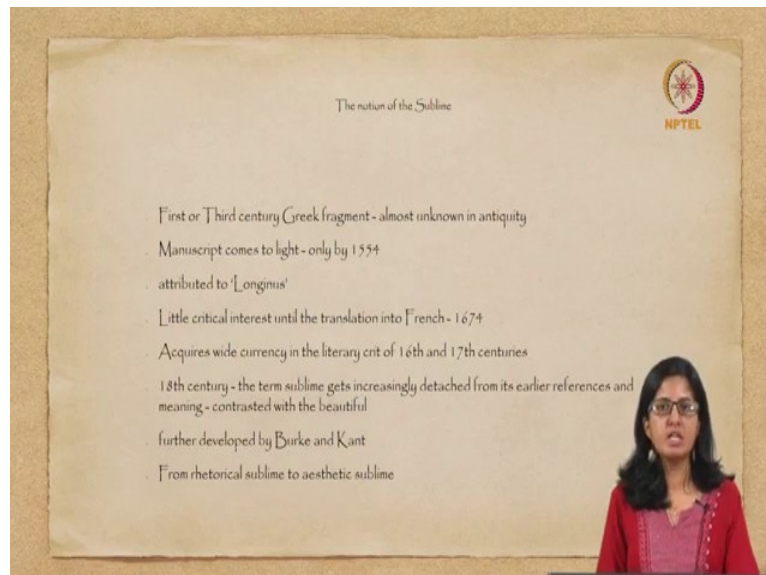 The notion of the Sublime
NPTEL
First or Third century Greek fragment - almost unknown in antiquity
Manuscript comes to light - only by 1554
attributed to 'Longinus'
Little critical interest until the translation into French - 1674
Acquires wide currency in the literary crit of 16th and 17th centuries
18th century - the term sublime gets increasingly detached from its earlier references and
meaning - contrasted with the beautiful
further developed by Burke and Kant
From rhetorical sublime to aesthetic sublime